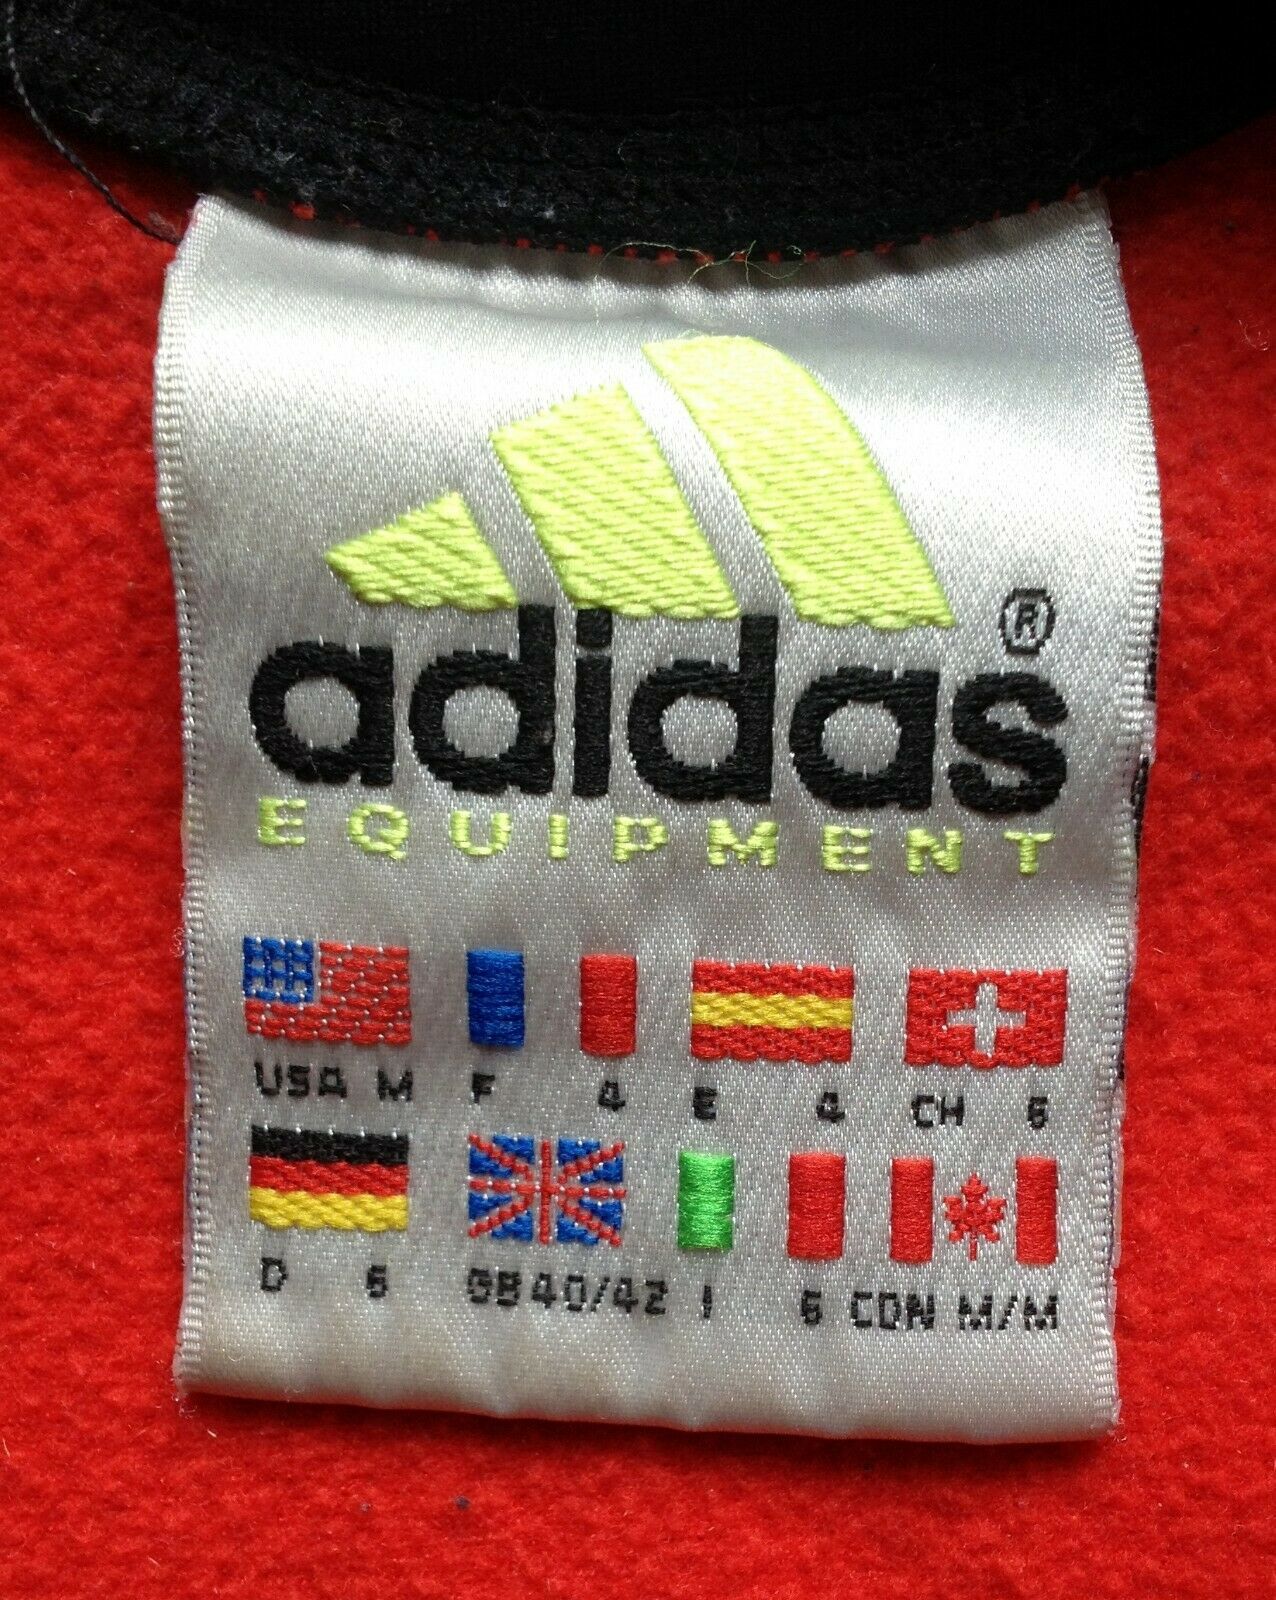 adidas ®
EQUIPMENT
USA M F 4 E 4 CH 6
D 6 GB 40/42 I 6 CDN M/M